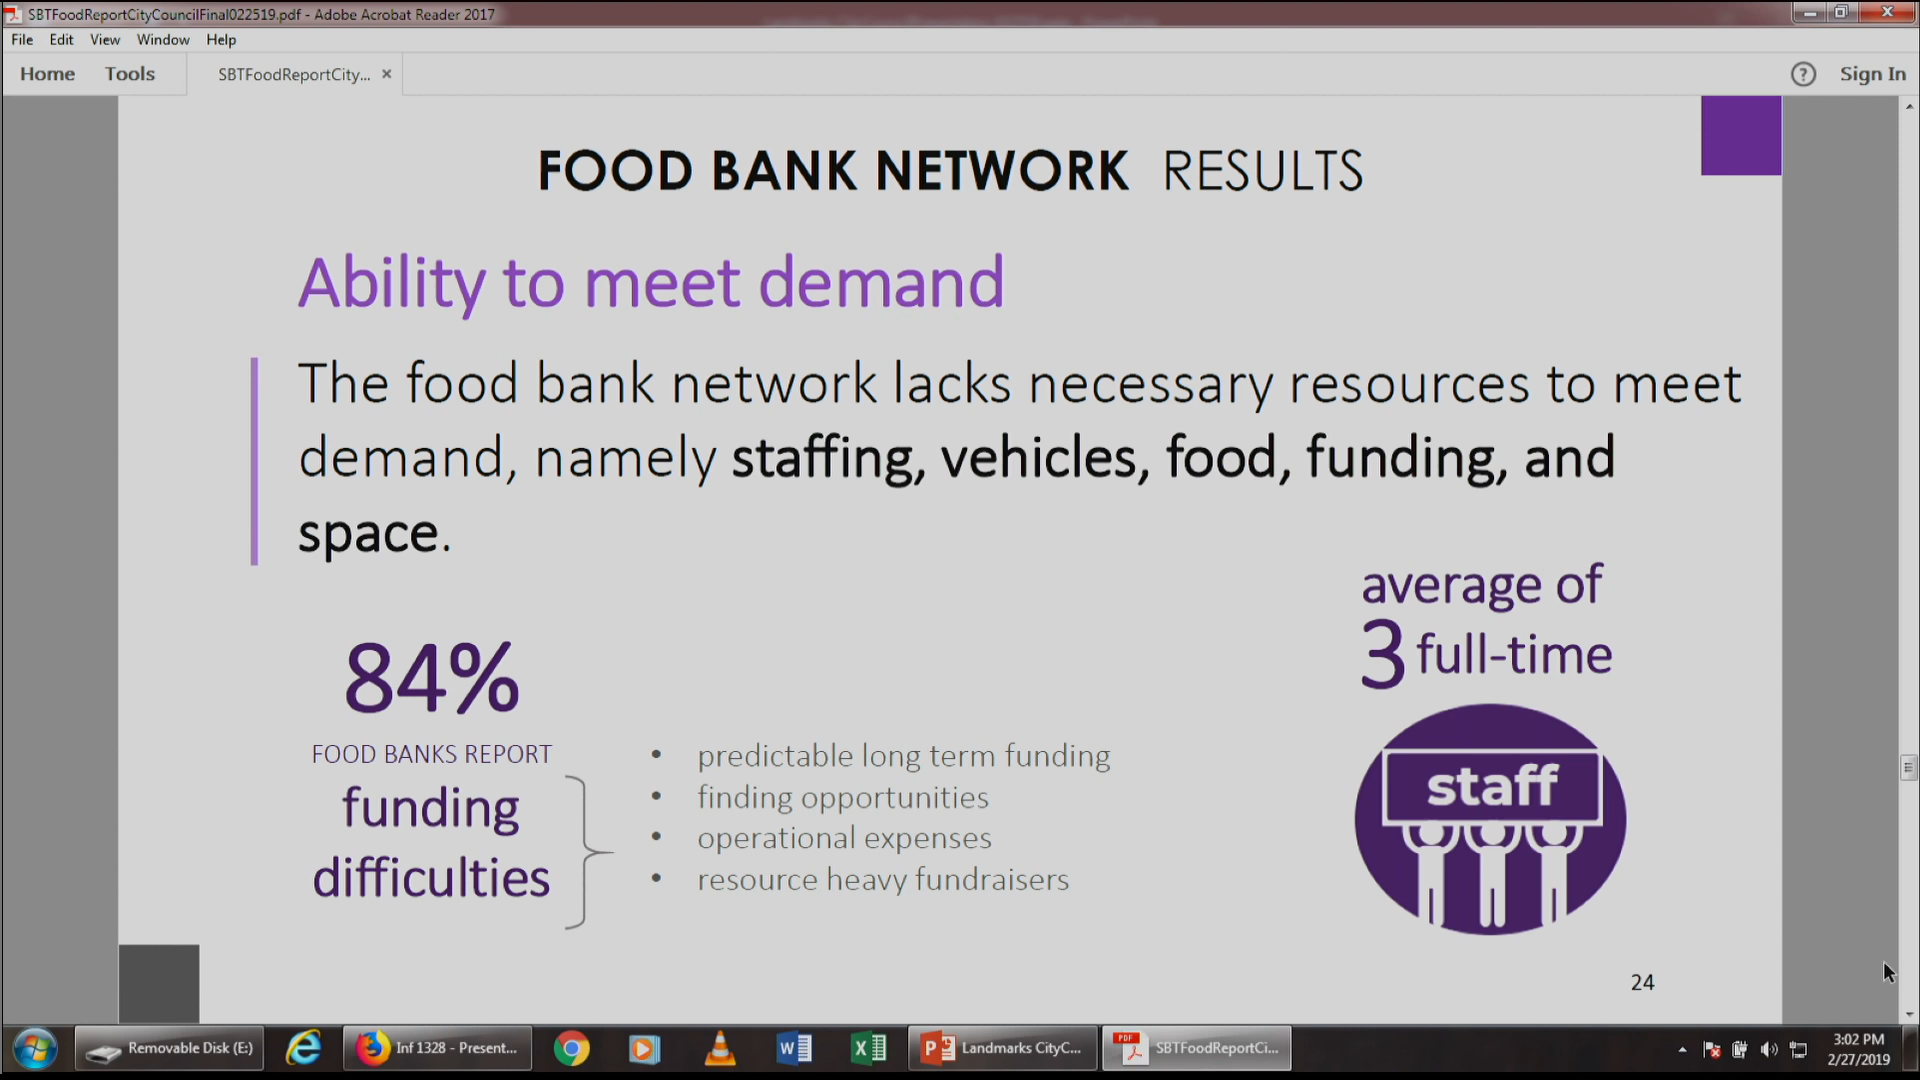 SBTFoodReportCityCouncilFinal022519.pdf - Adobe Acrobat Reader 2017
File Edit View Window Help
Home Tools SBTFoodReportCity... × ? Sign In
FOOD BANK NETWORK RESULTS
Ability to meet demand
The food bank network lacks necessary resources to meet
demand, namely staffing, vehicles, food, funding, and
space.
84%
FOOD BANKS REPORT
funding
difficulties
• predictable long term funding
• finding opportunities
• operational expenses
• resource heavy fundraisers
average of
3 full-time
staff
24
Removable Disk (E:)
Inf 1328 - Present...
Landmarks CityC...
SBTFoodReportCi...
3:02 PM
2/27/2019